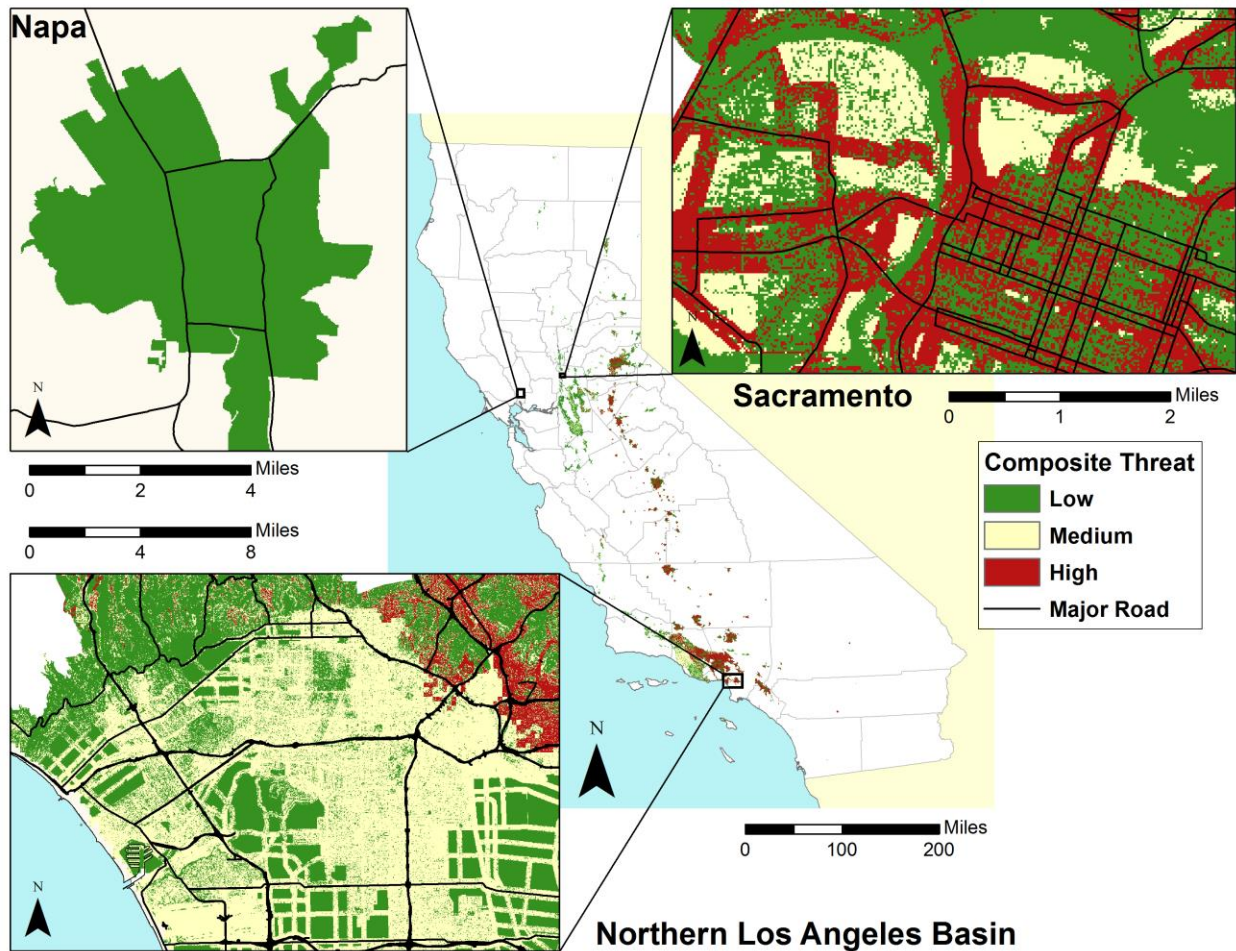 Napa
N
Miles
0 2 4
Miles
0 4 8
N
Sacramento
0 1 2
Miles
Composite Threat
Low
Medium
High
Major Road
N
N
Miles
0 100 200
Northern Los Angeles Basin